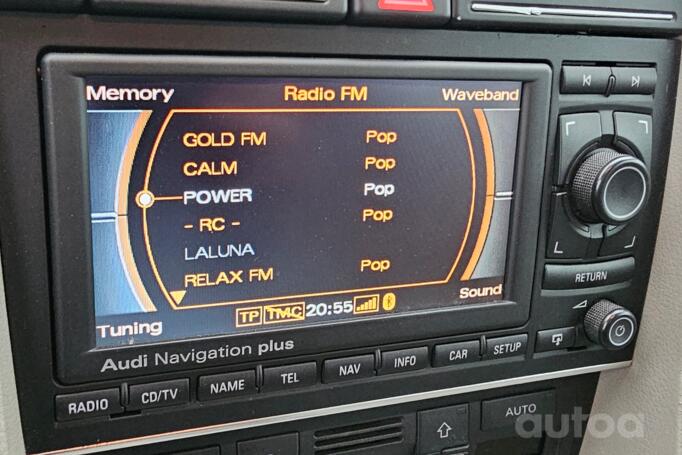 Memory Radio FM Waveband
GOLD FM Pop
CALM Pop
POWER Pop
- RC - Pop
LALUNA
RELAX FM Pop
Tuning TP TMC 20:55 Sound
Audi Navigation plus
RETURN
RADIO CD/TV NAME TEL NAV INFO CAR SETUP
AUTO
autoa